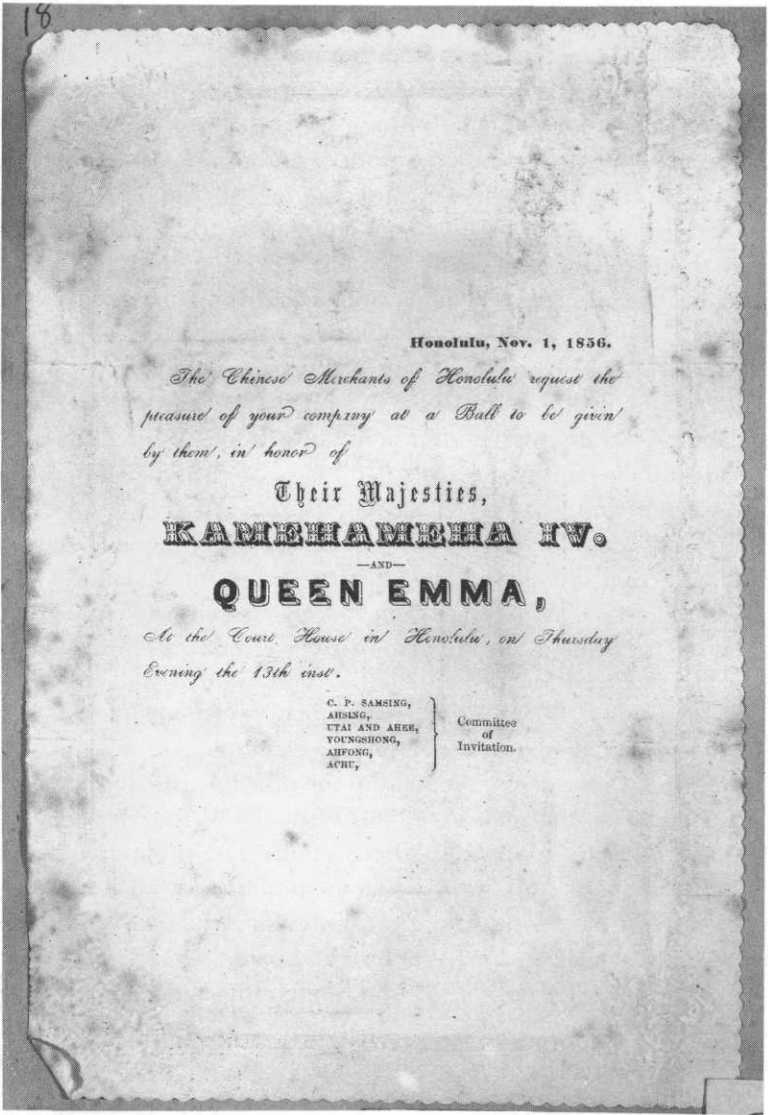 18
Honolulu, Nov. 1, 1856.
The Chinese Merchants of Honolulu request the
pleasure of your company at a Ball to be given
by them, in honor of
Their Majesties,
KAMEHAMEHA IV.
—AND—
QUEEN EMMA,
At the Court House in Honolulu, on Thursday
Evening the 13th inst.
C. P. SAMSING,
AHSING,
UTAI AND AHEE,
YOUNGSHONG,
AHFONG,
ACHU,
Committee
of
Invitation.